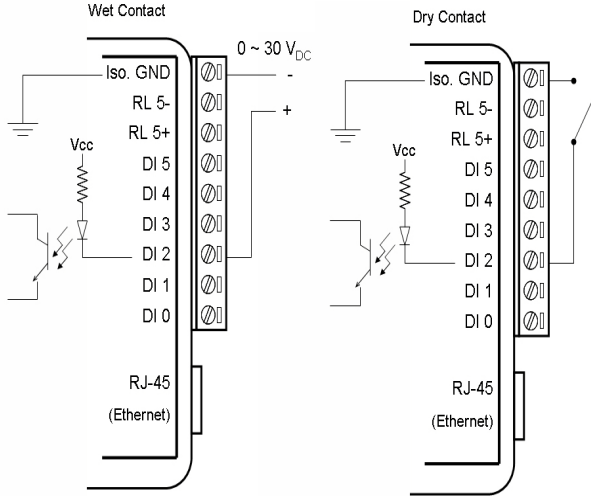 Wet Contact
0 ~ 30 VDC
Iso. GND
-
RL 5-
+
RL 5+
Vcc
DI 5
DI 4
DI 3
DI 2
DI 1
DI 0
RJ-45
(Ethernet)
Dry Contact
Iso. GND
RL 5-
RL 5+
Vcc
DI 5
DI 4
DI 3
DI 2
DI 1
DI 0
RJ-45
(Ethernet)